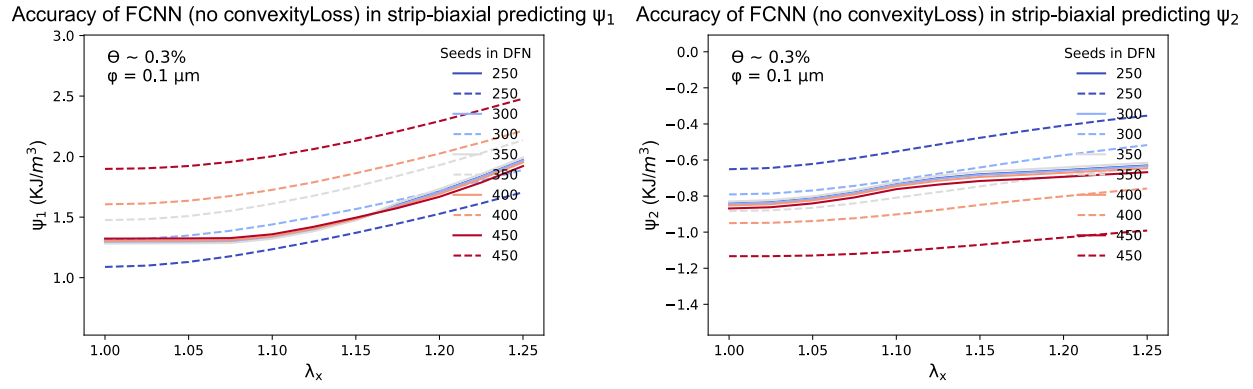 Accuracy of FCNN (no convexityLoss) in strip-biaxial predicting ψ₁
3.0
2.5
2.0
1.5
1.0
ψ₁ (KJ/m³)
Θ ~ 0.3%
φ = 0.1 μm
Seeds in DFN
250
250
300
300
350
350
400
400
450
450
1.00 1.05 1.10 1.15 1.20 1.25
λₓ
Accuracy of FCNN (no convexityLoss) in strip-biaxial predicting ψ₂
0.0
−0.2
−0.4
−0.6
−0.8
−1.0
−1.2
−1.4
ψ₂ (KJ/m³)
Θ ~ 0.3%
φ = 0.1 μm
Seeds in DFN
250
250
300
300
350
350
400
400
450
450
1.00 1.05 1.10 1.15 1.20 1.25
λₓ